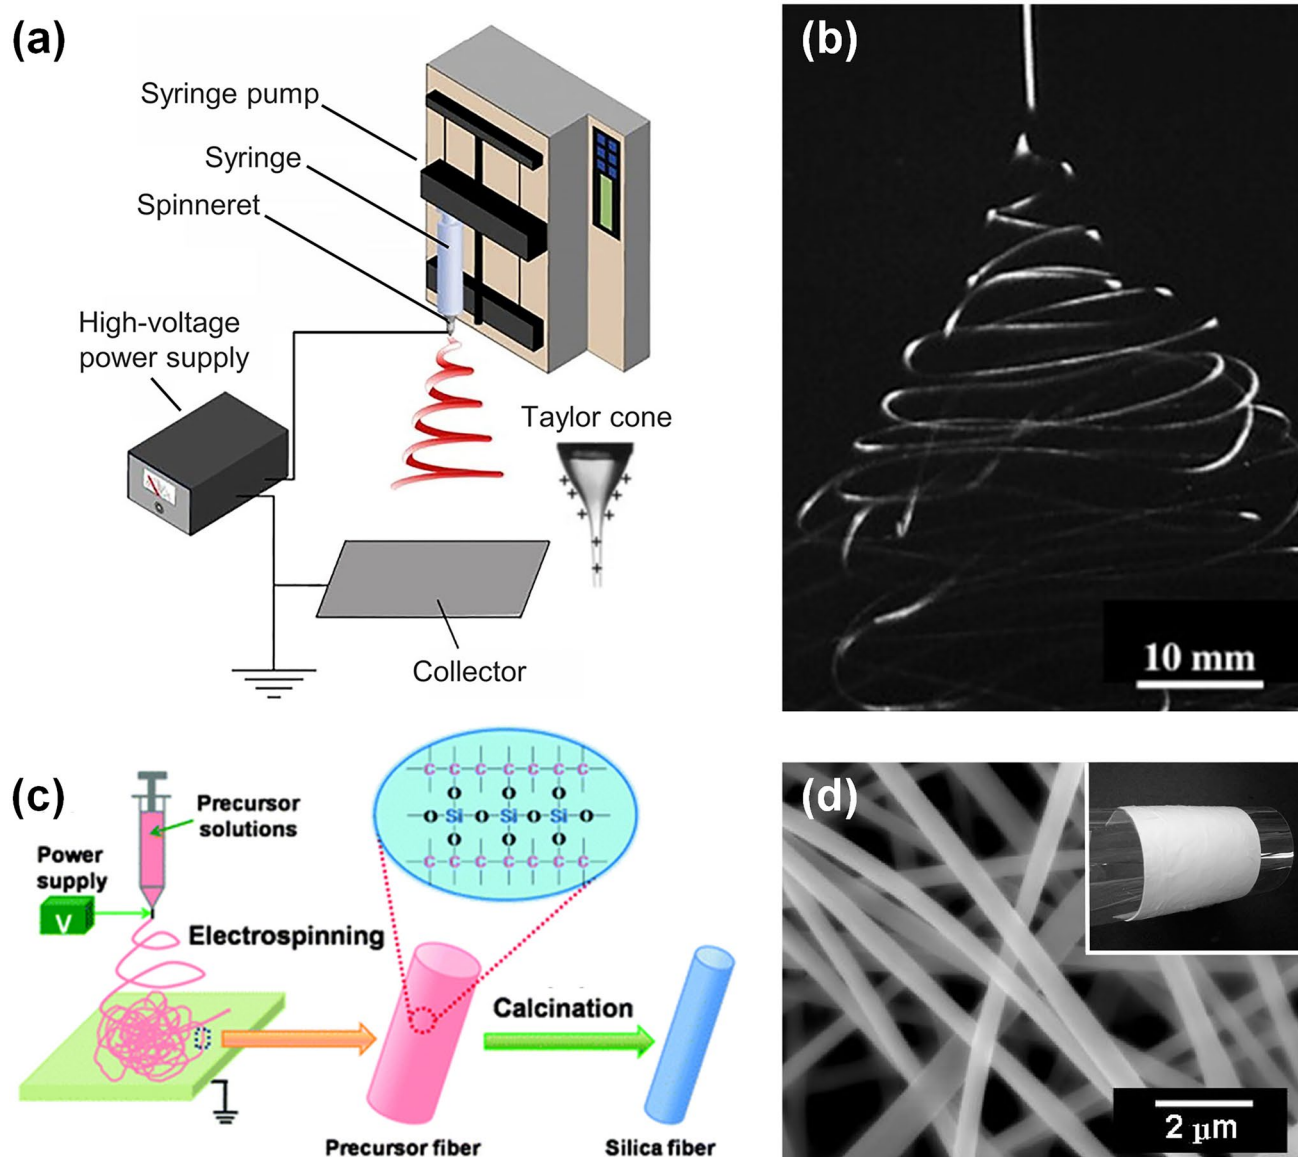 (a)
Syringe pump
Syringe
Spinneret
High-voltage
power supply
Taylor cone
+ +
+ +
+ +
+
+
Collector
(b)
10 mm
(c)
Precursor
solutions
Power
supply
V
Electrospinning
C C C C C C C
O O O
O Si O Si O Si O
O O O
C C C C C C C
Calcination
Precursor fiber
Silica fiber
(d)
2 µm